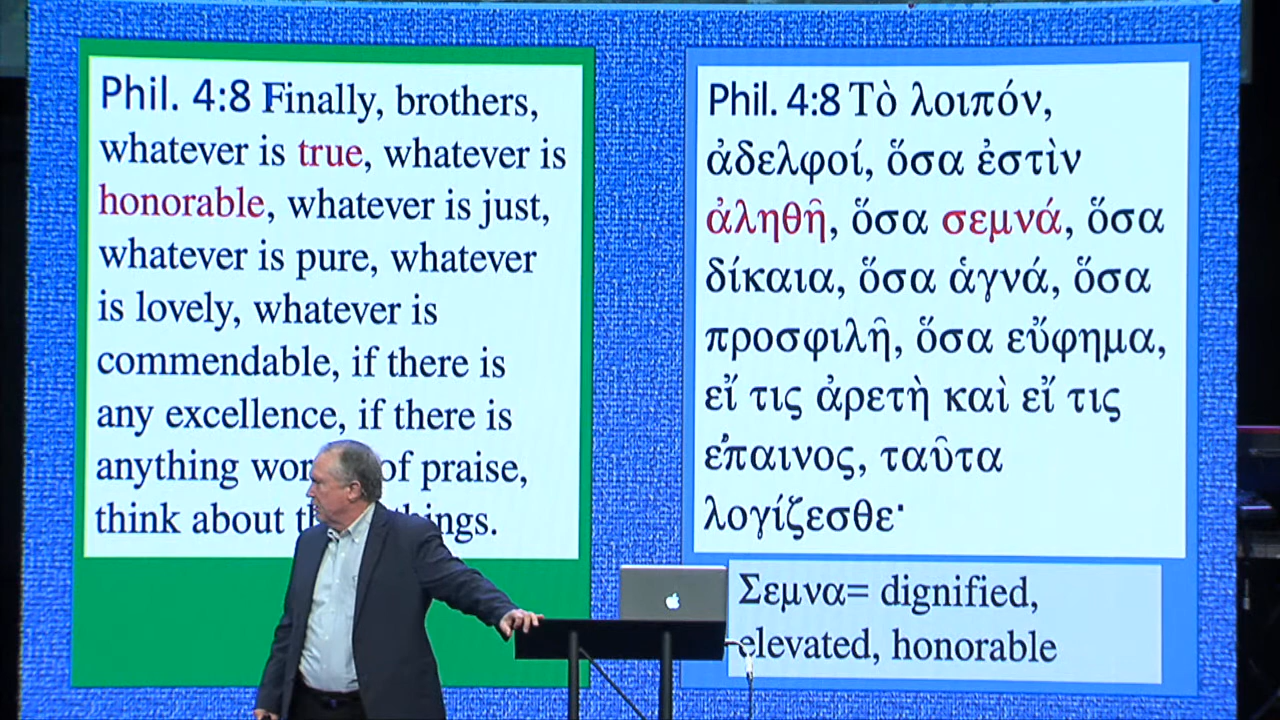 Phil. 4:8 Finally, brothers,
whatever is true, whatever is
honorable, whatever is just,
whatever is pure, whatever
is lovely, whatever is
commendable, if there is
any excellence, if there is
anything of praise,
think about
Phil. 4:8 Τὸ λοιπόν,
ἀδελφοί, ὅσα ἐστὶν
ἀληθῆ, ὅσα σεμνά, ὅσα
δίκαια, ὅσα ἁγνά, ὅσα
προσφιλῆ, ὅσα εὔφημα,
εἴ τις ἀρετὴ καὶ εἴ τις
ἔπαινος, ταῦτα
λογίζεσθε·
Σεμνα= dignified,
elevated, honorable